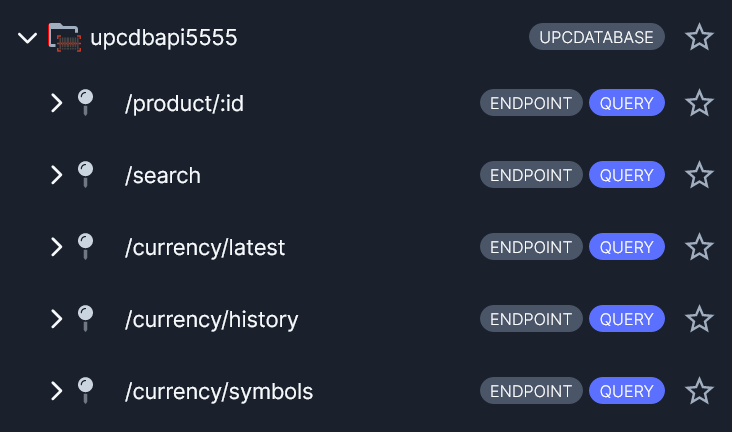 upcdbapi5555 UPCDATABASE
/product/:id ENDPOINT QUERY
/search ENDPOINT QUERY
/currency/latest ENDPOINT QUERY
/currency/history ENDPOINT QUERY
/currency/symbols ENDPOINT QUERY